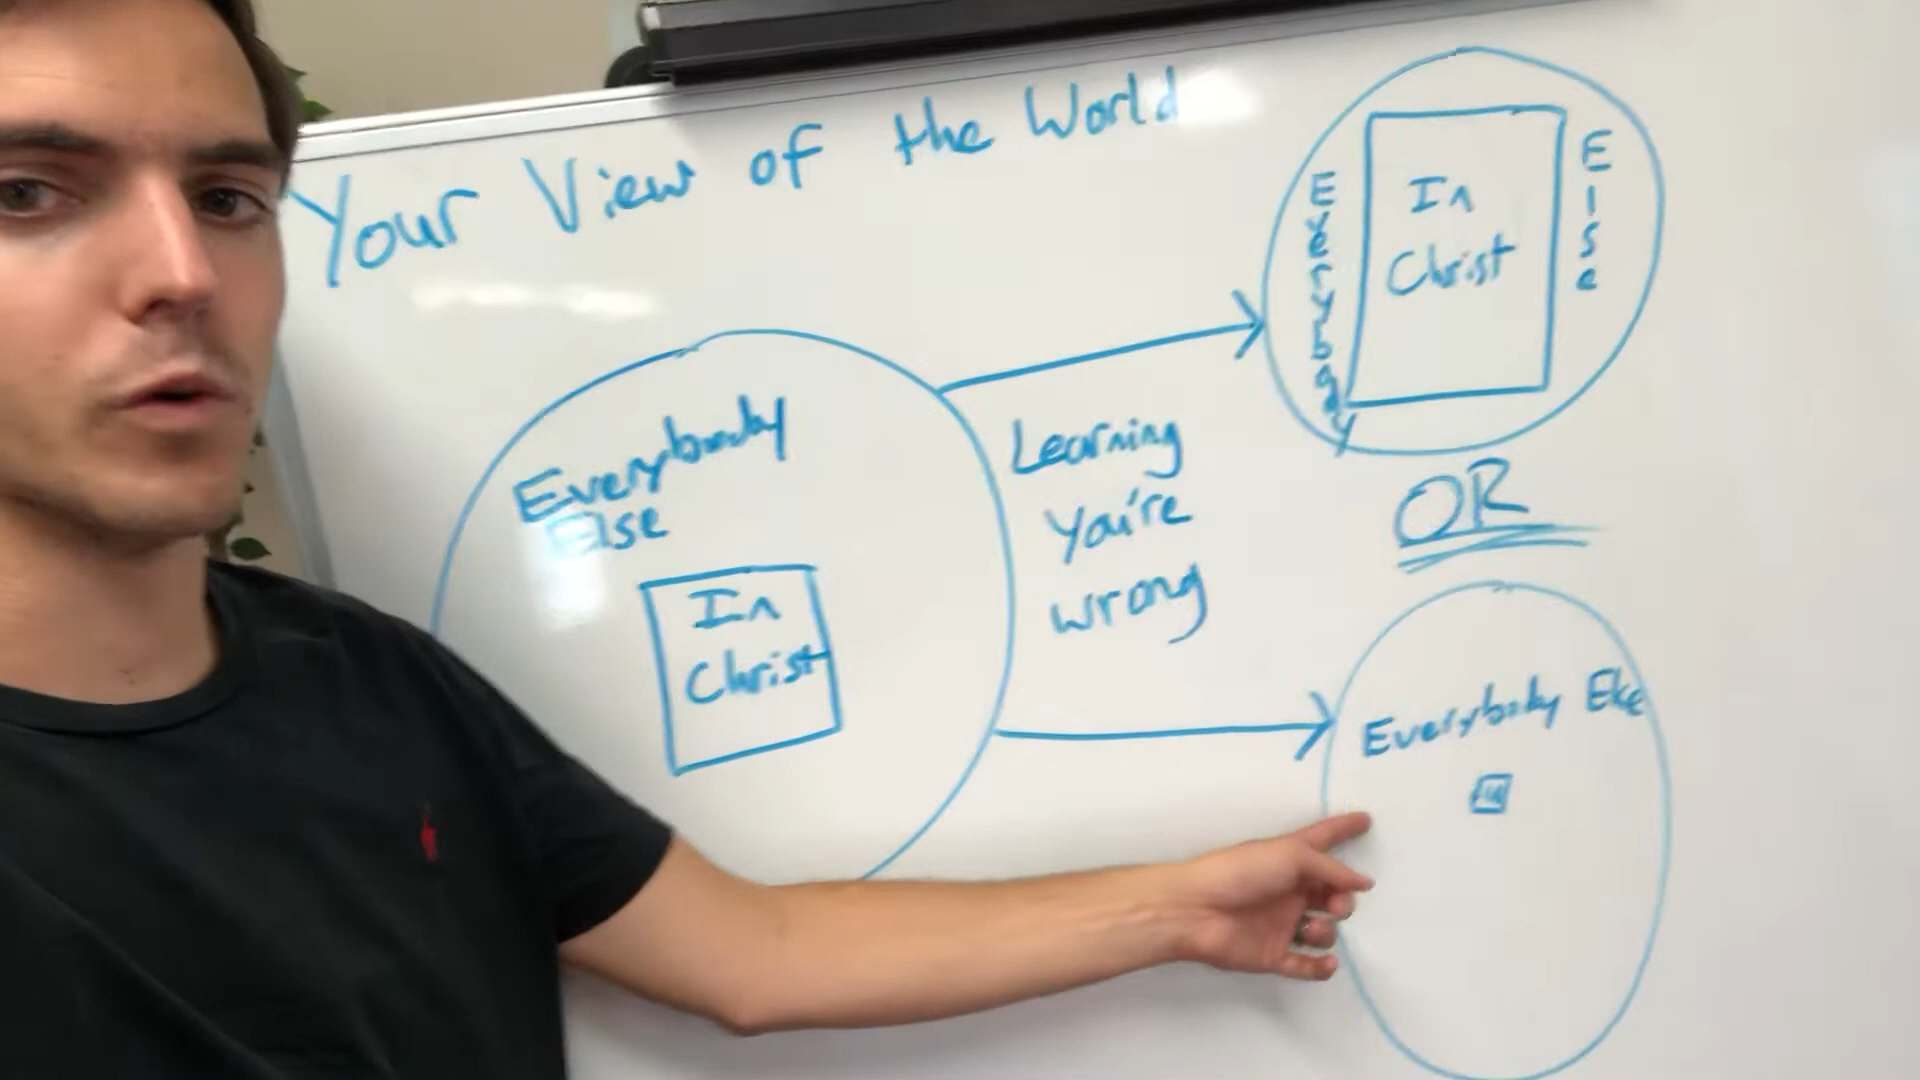 Your View of the World
Everybody
Else
In
Christ
Learning
you're
wrong
Everybody
In
Christ
Else
OR
Everybody Else
In